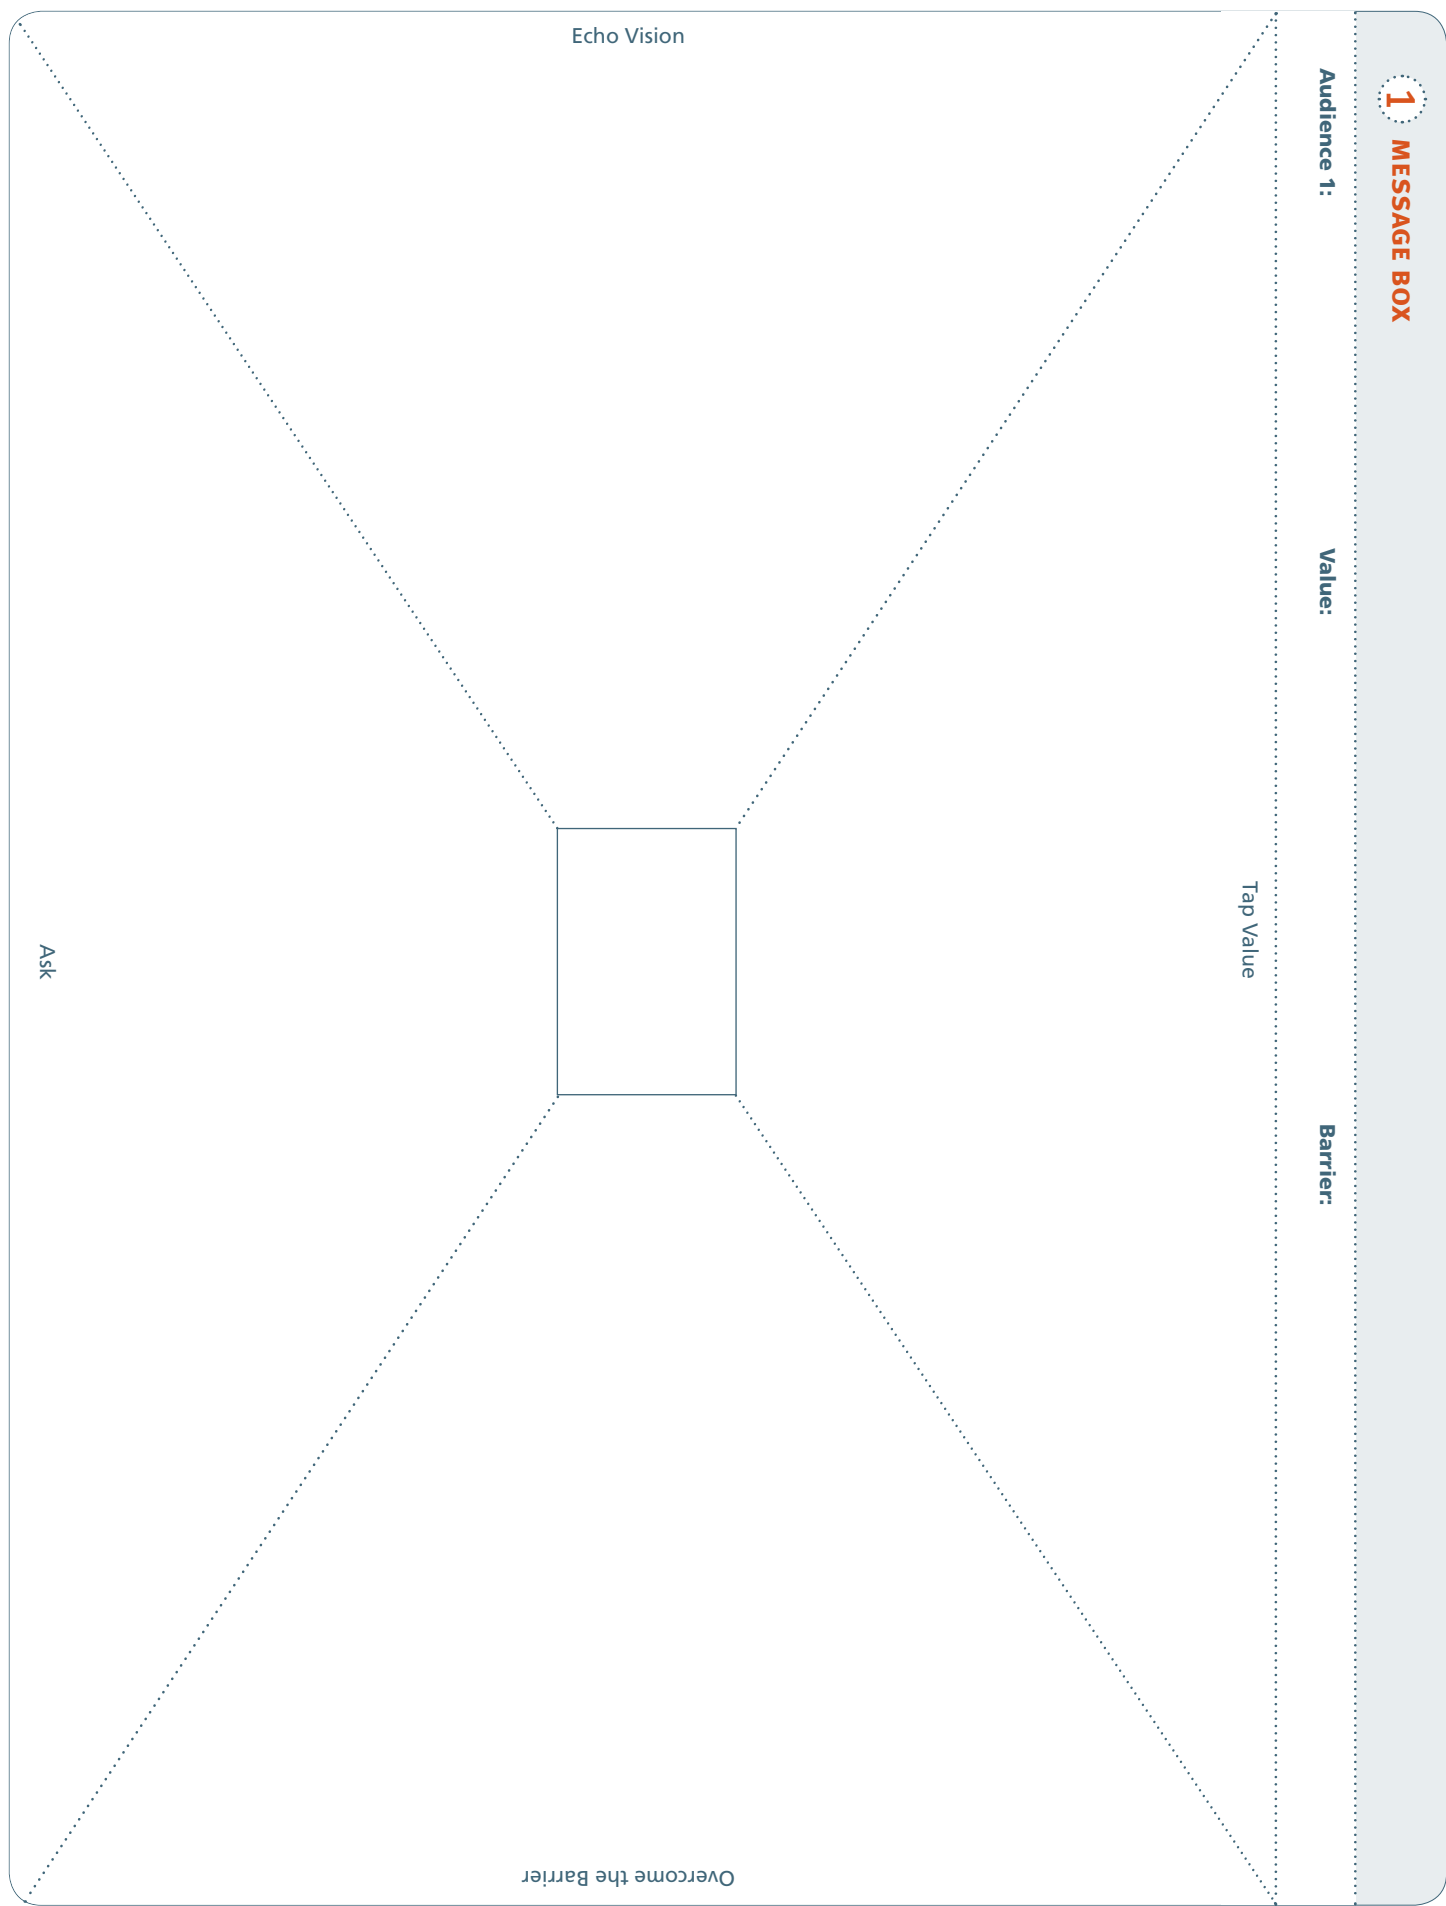 1 MESSAGE BOX
Audience 1: Value: Barrier:
Tap Value
Echo Vision
Overcome the Barrier
Ask